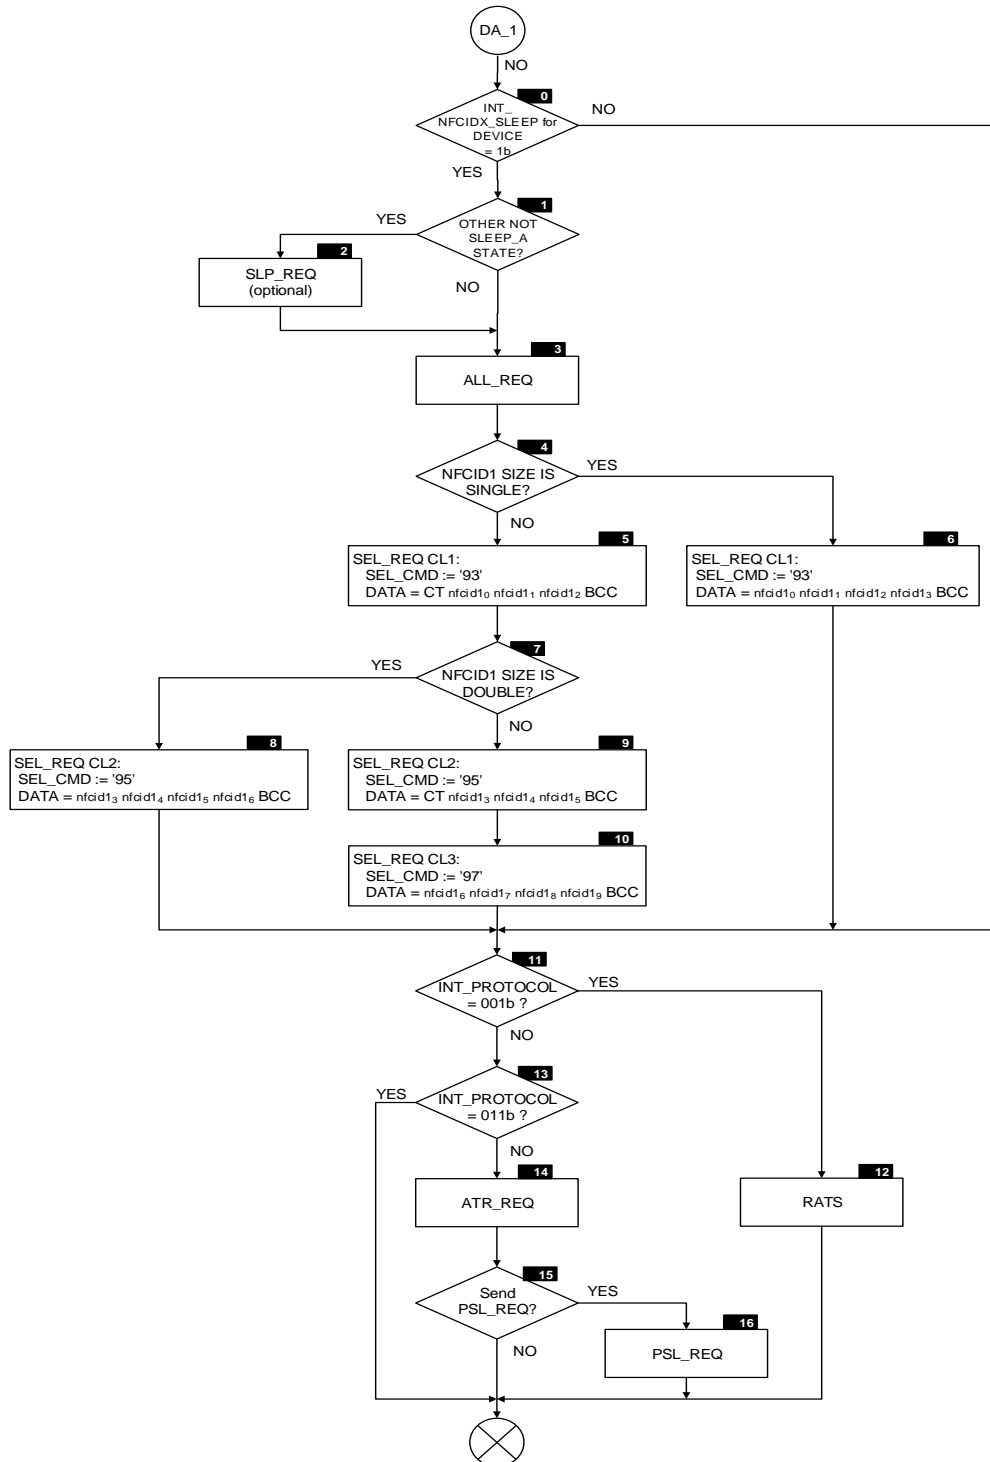 DA_1
NO
0
INT_
NFCIDX_SLEEP for
DEVICE
= 1b
NO
YES
1
OTHER NOT
SLEEP_A
STATE?
YES
NO
2
SLP_REQ
(optional)
3
ALL_REQ
4
NFCID1 SIZE IS
SINGLE?
YES
NO
5
SEL_REQ CL1:
SEL_CMD := '93'
DATA = CT nfcid1₀ nfcid1₁ nfcid1₂ BCC
6
SEL_REQ CL1:
SEL_CMD := '93'
DATA = nfcid1₀ nfcid1₁ nfcid1₂ nfcid1₃ BCC
7
NFCID1 SIZE IS
DOUBLE?
YES
NO
8
SEL_REQ CL2:
SEL_CMD := '95'
DATA = nfcid1₃ nfcid1₄ nfcid1₅ nfcid1₆ BCC
9
SEL_REQ CL2:
SEL_CMD := '95'
DATA = CT nfcid1₃ nfcid1₄ nfcid1₅ BCC
10
SEL_REQ CL3:
SEL_CMD := '97'
DATA = nfcid1₆ nfcid1₇ nfcid1₈ nfcid1₉ BCC
11
INT_PROTOCOL
= 001b ?
YES
NO
13
INT_PROTOCOL
= 011b ?
YES
NO
14
ATR_REQ
12
RATS
15
Send
PSL_REQ?
YES
NO
16
PSL_REQ